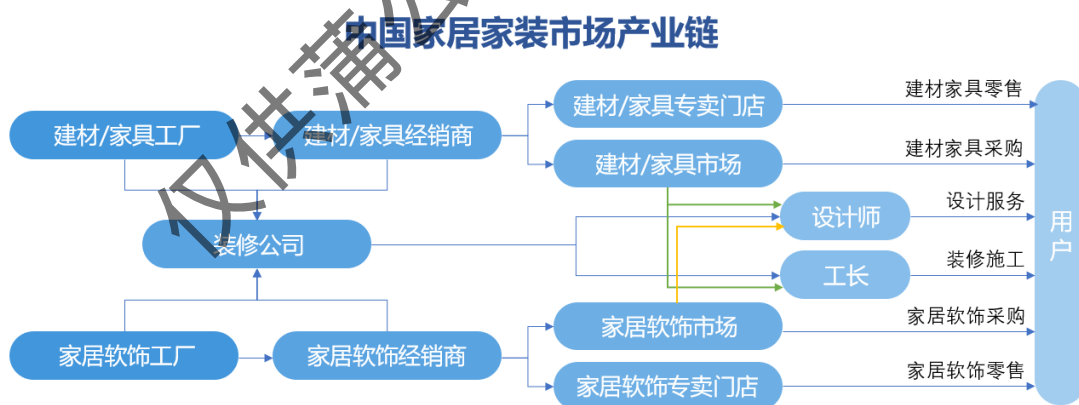 中国家居家装市场产业链
仅供蒲公
建材/家具工厂
建材/家具经销商
建材/家具专卖门店
建材家具零售
建材/家具市场
建材家具采购
装修公司
设计师
设计服务
工长
装修施工
用户
家居软饰工厂
家居软饰经销商
家居软饰市场
家居软饰采购
家居软饰专卖门店
家居软饰零售